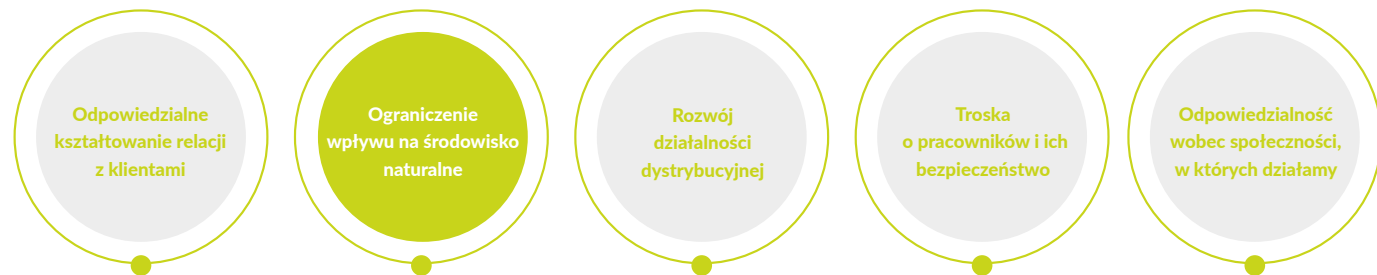 Odpowiedzialne
kształtowanie relacji
z klientami
Ograniczenie
wpływu na środowisko
naturalne
Rozwój
działalności
dystrybucyjnej
Troska
o pracowników i ich
bezpieczeństwo
Odpowiedzialność
wobec społeczności,
w których działamy